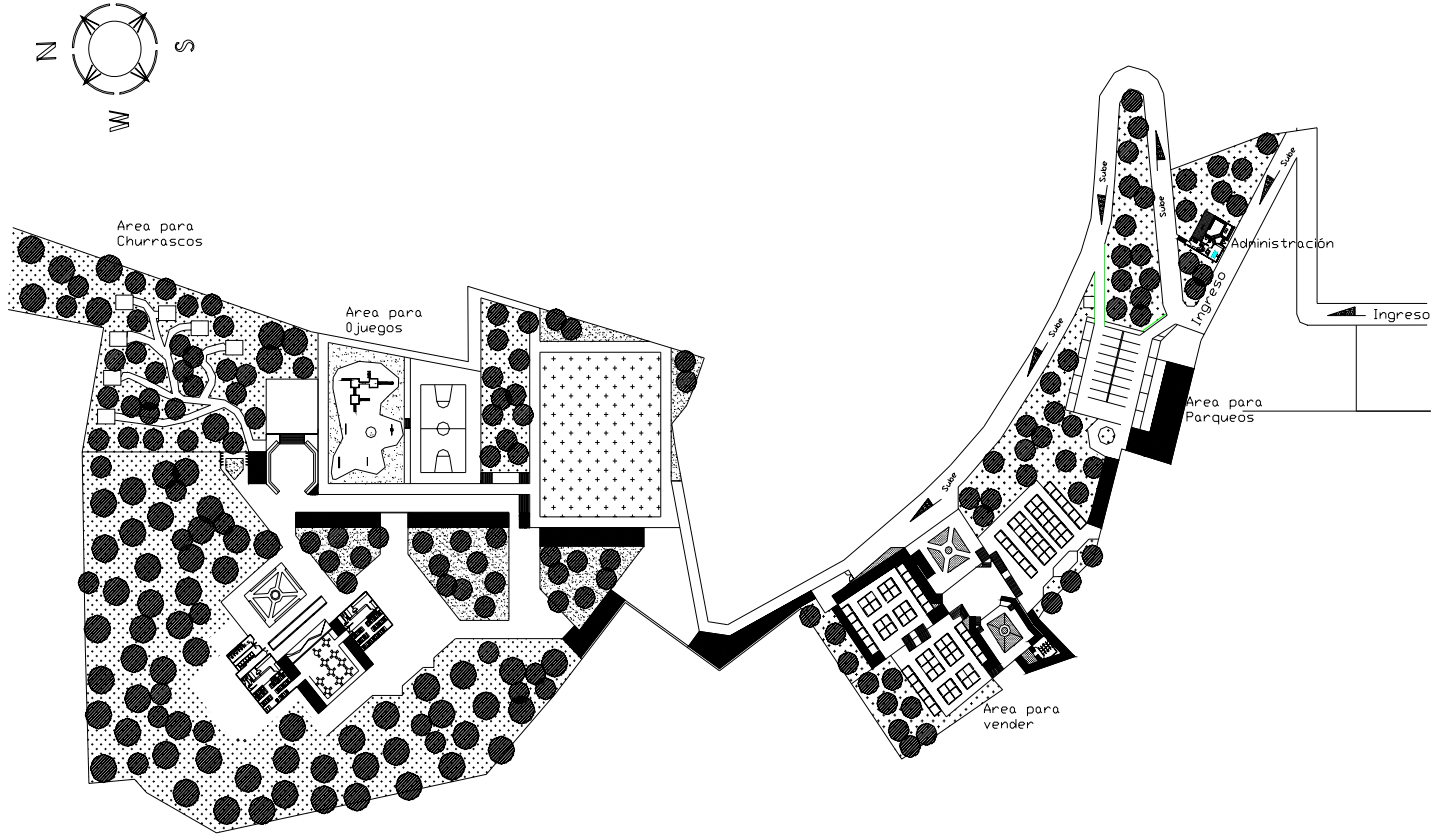 N
S
W
Area para
Churrascos
Area para
Ojuegos
Sube
Sube
Sube
Administración
Ingreso
Ingreso
Sube
Area para
Parqueos
Sube
Area para
vender